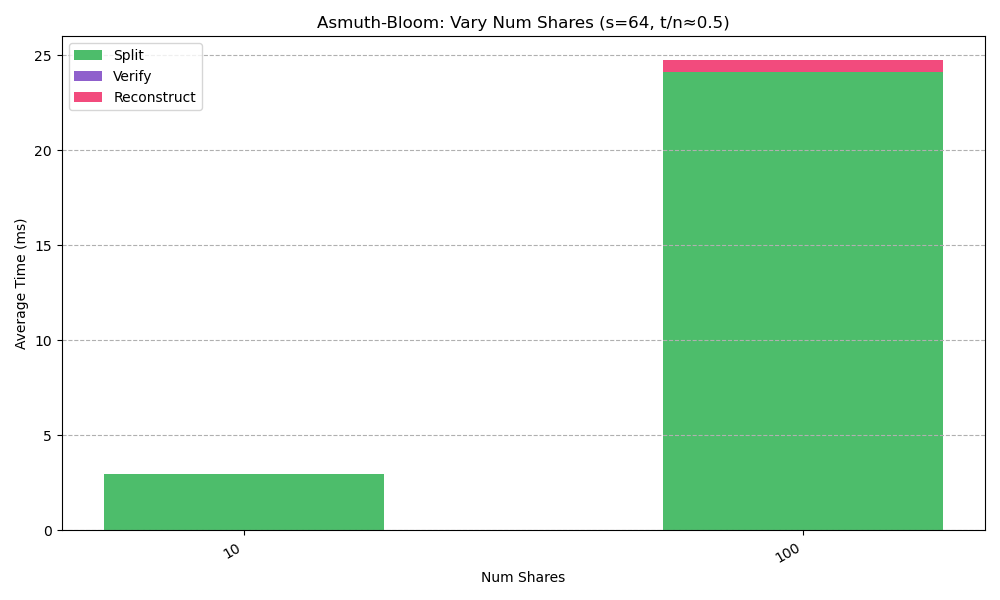 Asmuth-Bloom: Vary Num Shares (s=64, t/n≈0.5)
Split
Verify
Reconstruct
25
20
15
10
5
0
Average Time (ms)
10
100
Num Shares